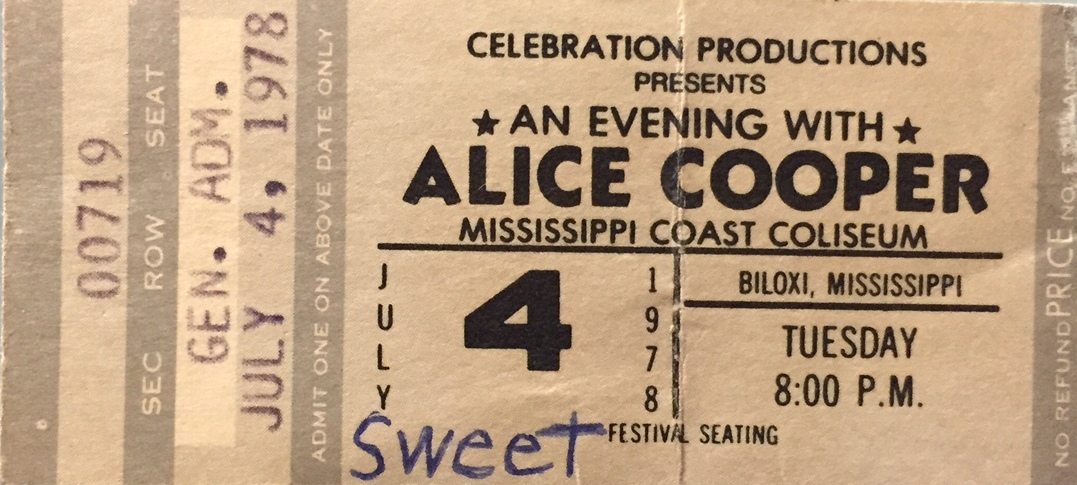 00719
SEC ROW SEAT
GEN. ADM.
JULY 4, 1978
ADMIT ONE ON ABOVE DATE ONLY
CELEBRATION PRODUCTIONS
PRESENTS
★ AN EVENING WITH ★
ALICE COOPER
MISSISSIPPI COAST COLISEUM
JULY 4 1978
BILOXI, MISSISSIPPI
TUESDAY
8:00 P.M.
FESTIVAL SEATING
sweet
NO REFUND PRICE NO